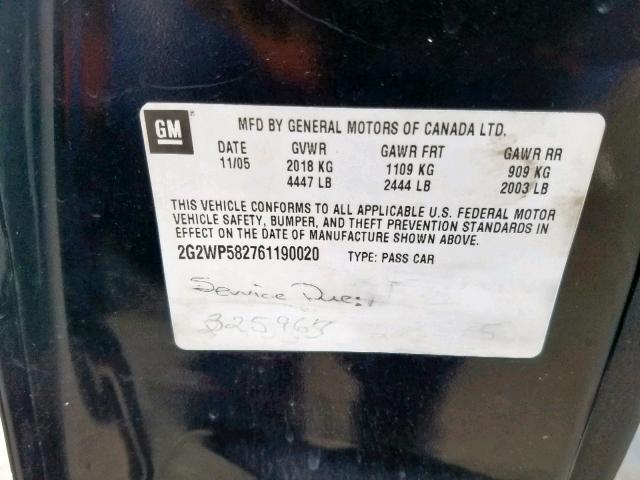 GM
MFD BY GENERAL MOTORS OF CANADA LTD.
DATE GVWR GAWR FRT GAWR RR
11/05 2018 KG 1109 KG 909 KG
4447 LB 2444 LB 2003 LB
THIS VEHICLE CONFORMS TO ALL APPLICABLE U.S. FEDERAL MOTOR
VEHICLE SAFETY, BUMPER, AND THEFT PREVENTION STANDARDS IN
EFFECT ON THE DATE OF MANUFACTURE SHOWN ABOVE.
2G2WP582761190020 TYPE: PASS CAR
Service Due: